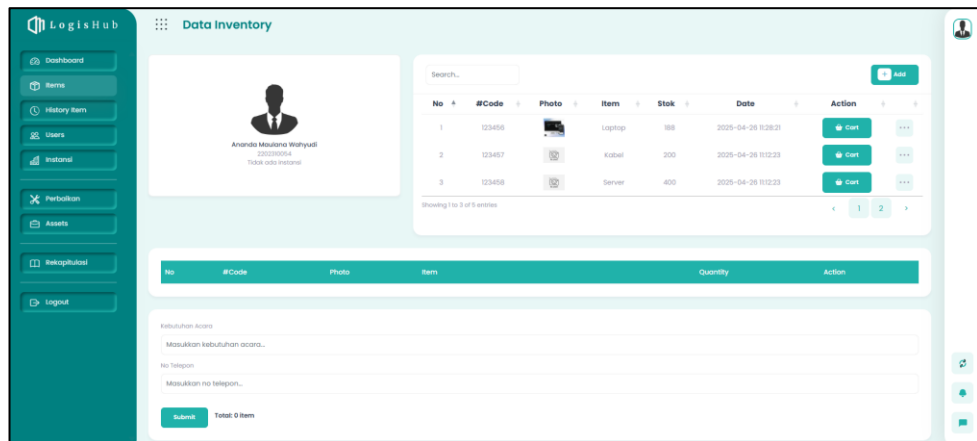 LogisHub
Data Inventory
Dashboard
Items
History Item
Users
Instansi
Perbaikan
Assets
Rekapitulasi
Logout
Ananda Maulana Wahyudi
Tidak ada instansi
Search...
+ Add
No #Code Photo Item Stok Date Action
1 123456 Laptop 188 2025-04-26 11:28:21 Cart ...
2 123457 Kabel 200 2025-04-26 11:12:23 Cart ...
3 123458 Server 400 2025-04-26 11:12:23 Cart ...
Showing 1 to 3 of 5 entries
‹ 1 2 ›
No #Code Photo Item Quantity Action
Kebutuhan Acara
Masukkan kebutuhan acara...
No Telepon
Masukkan no telepon...
Submit Total: 0 item